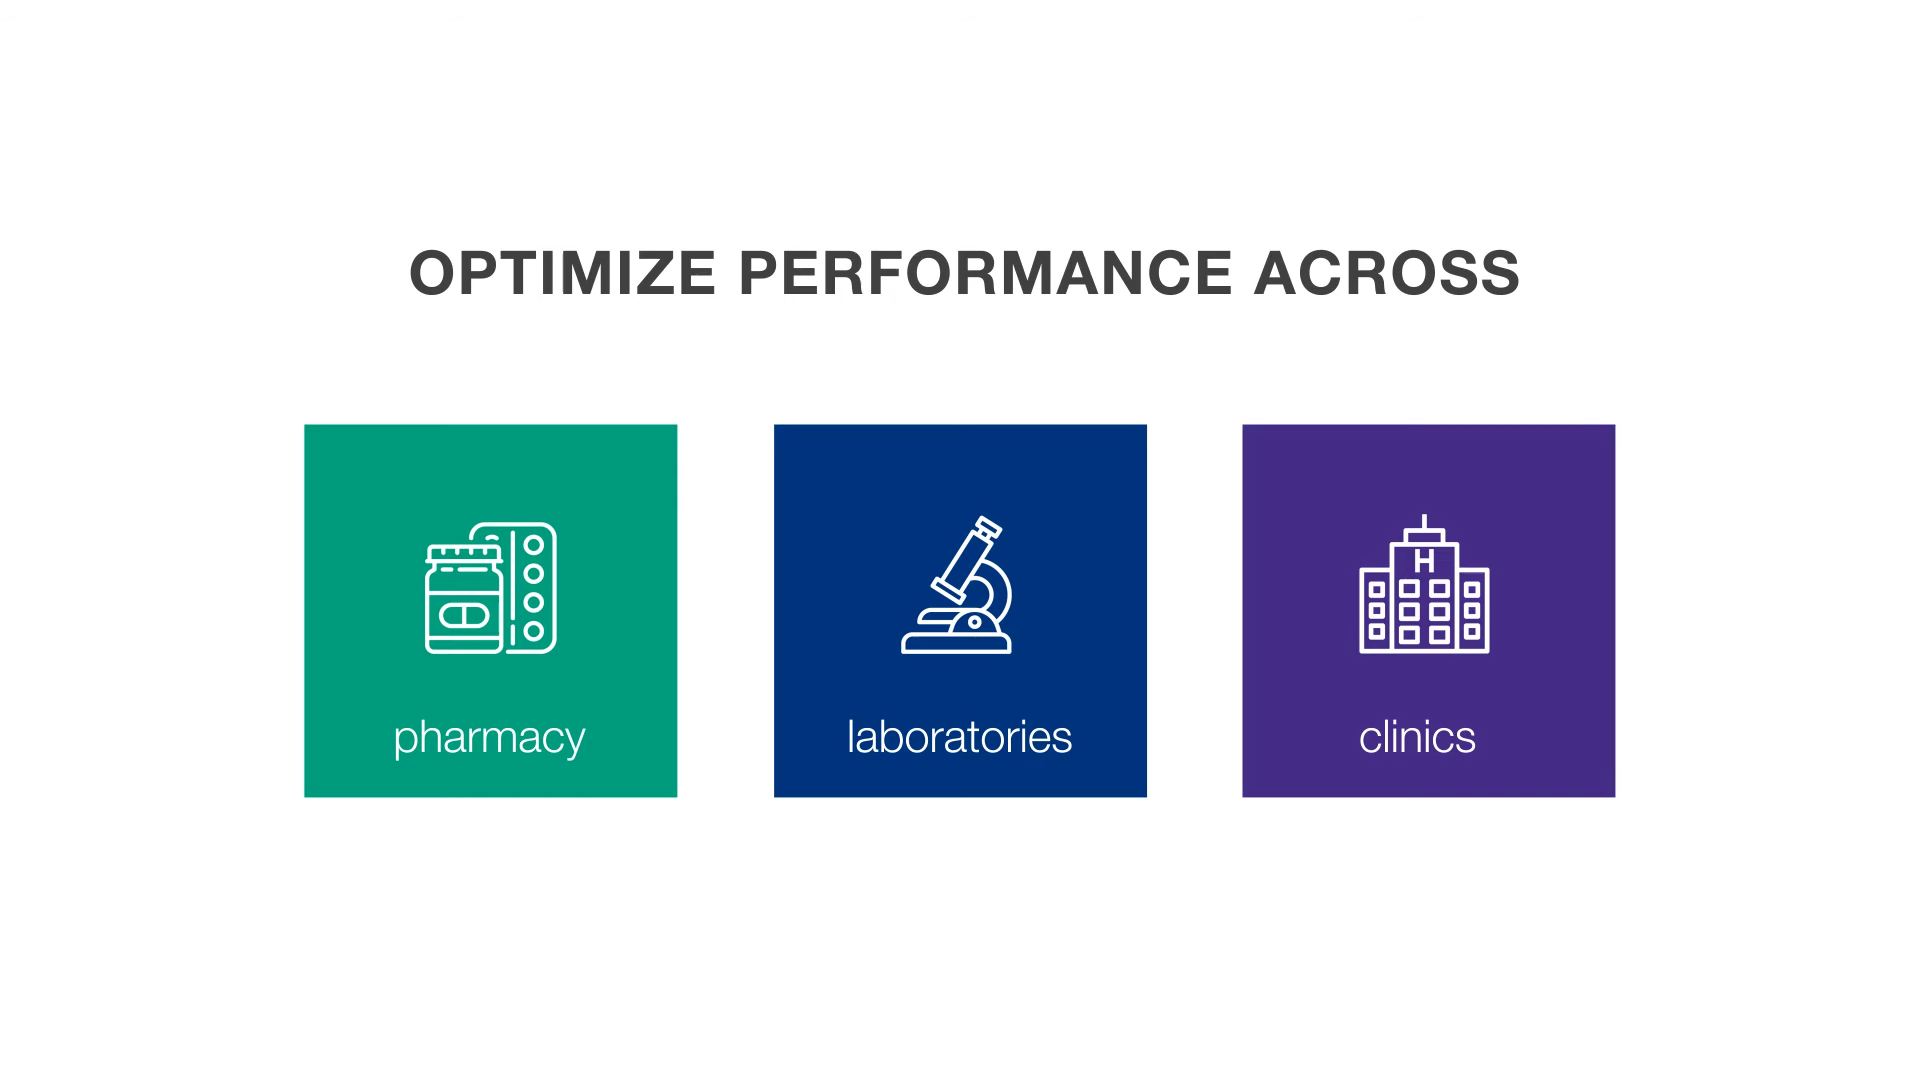 OPTIMIZE PERFORMANCE ACROSS
H
pharmacy
laboratories
clinics